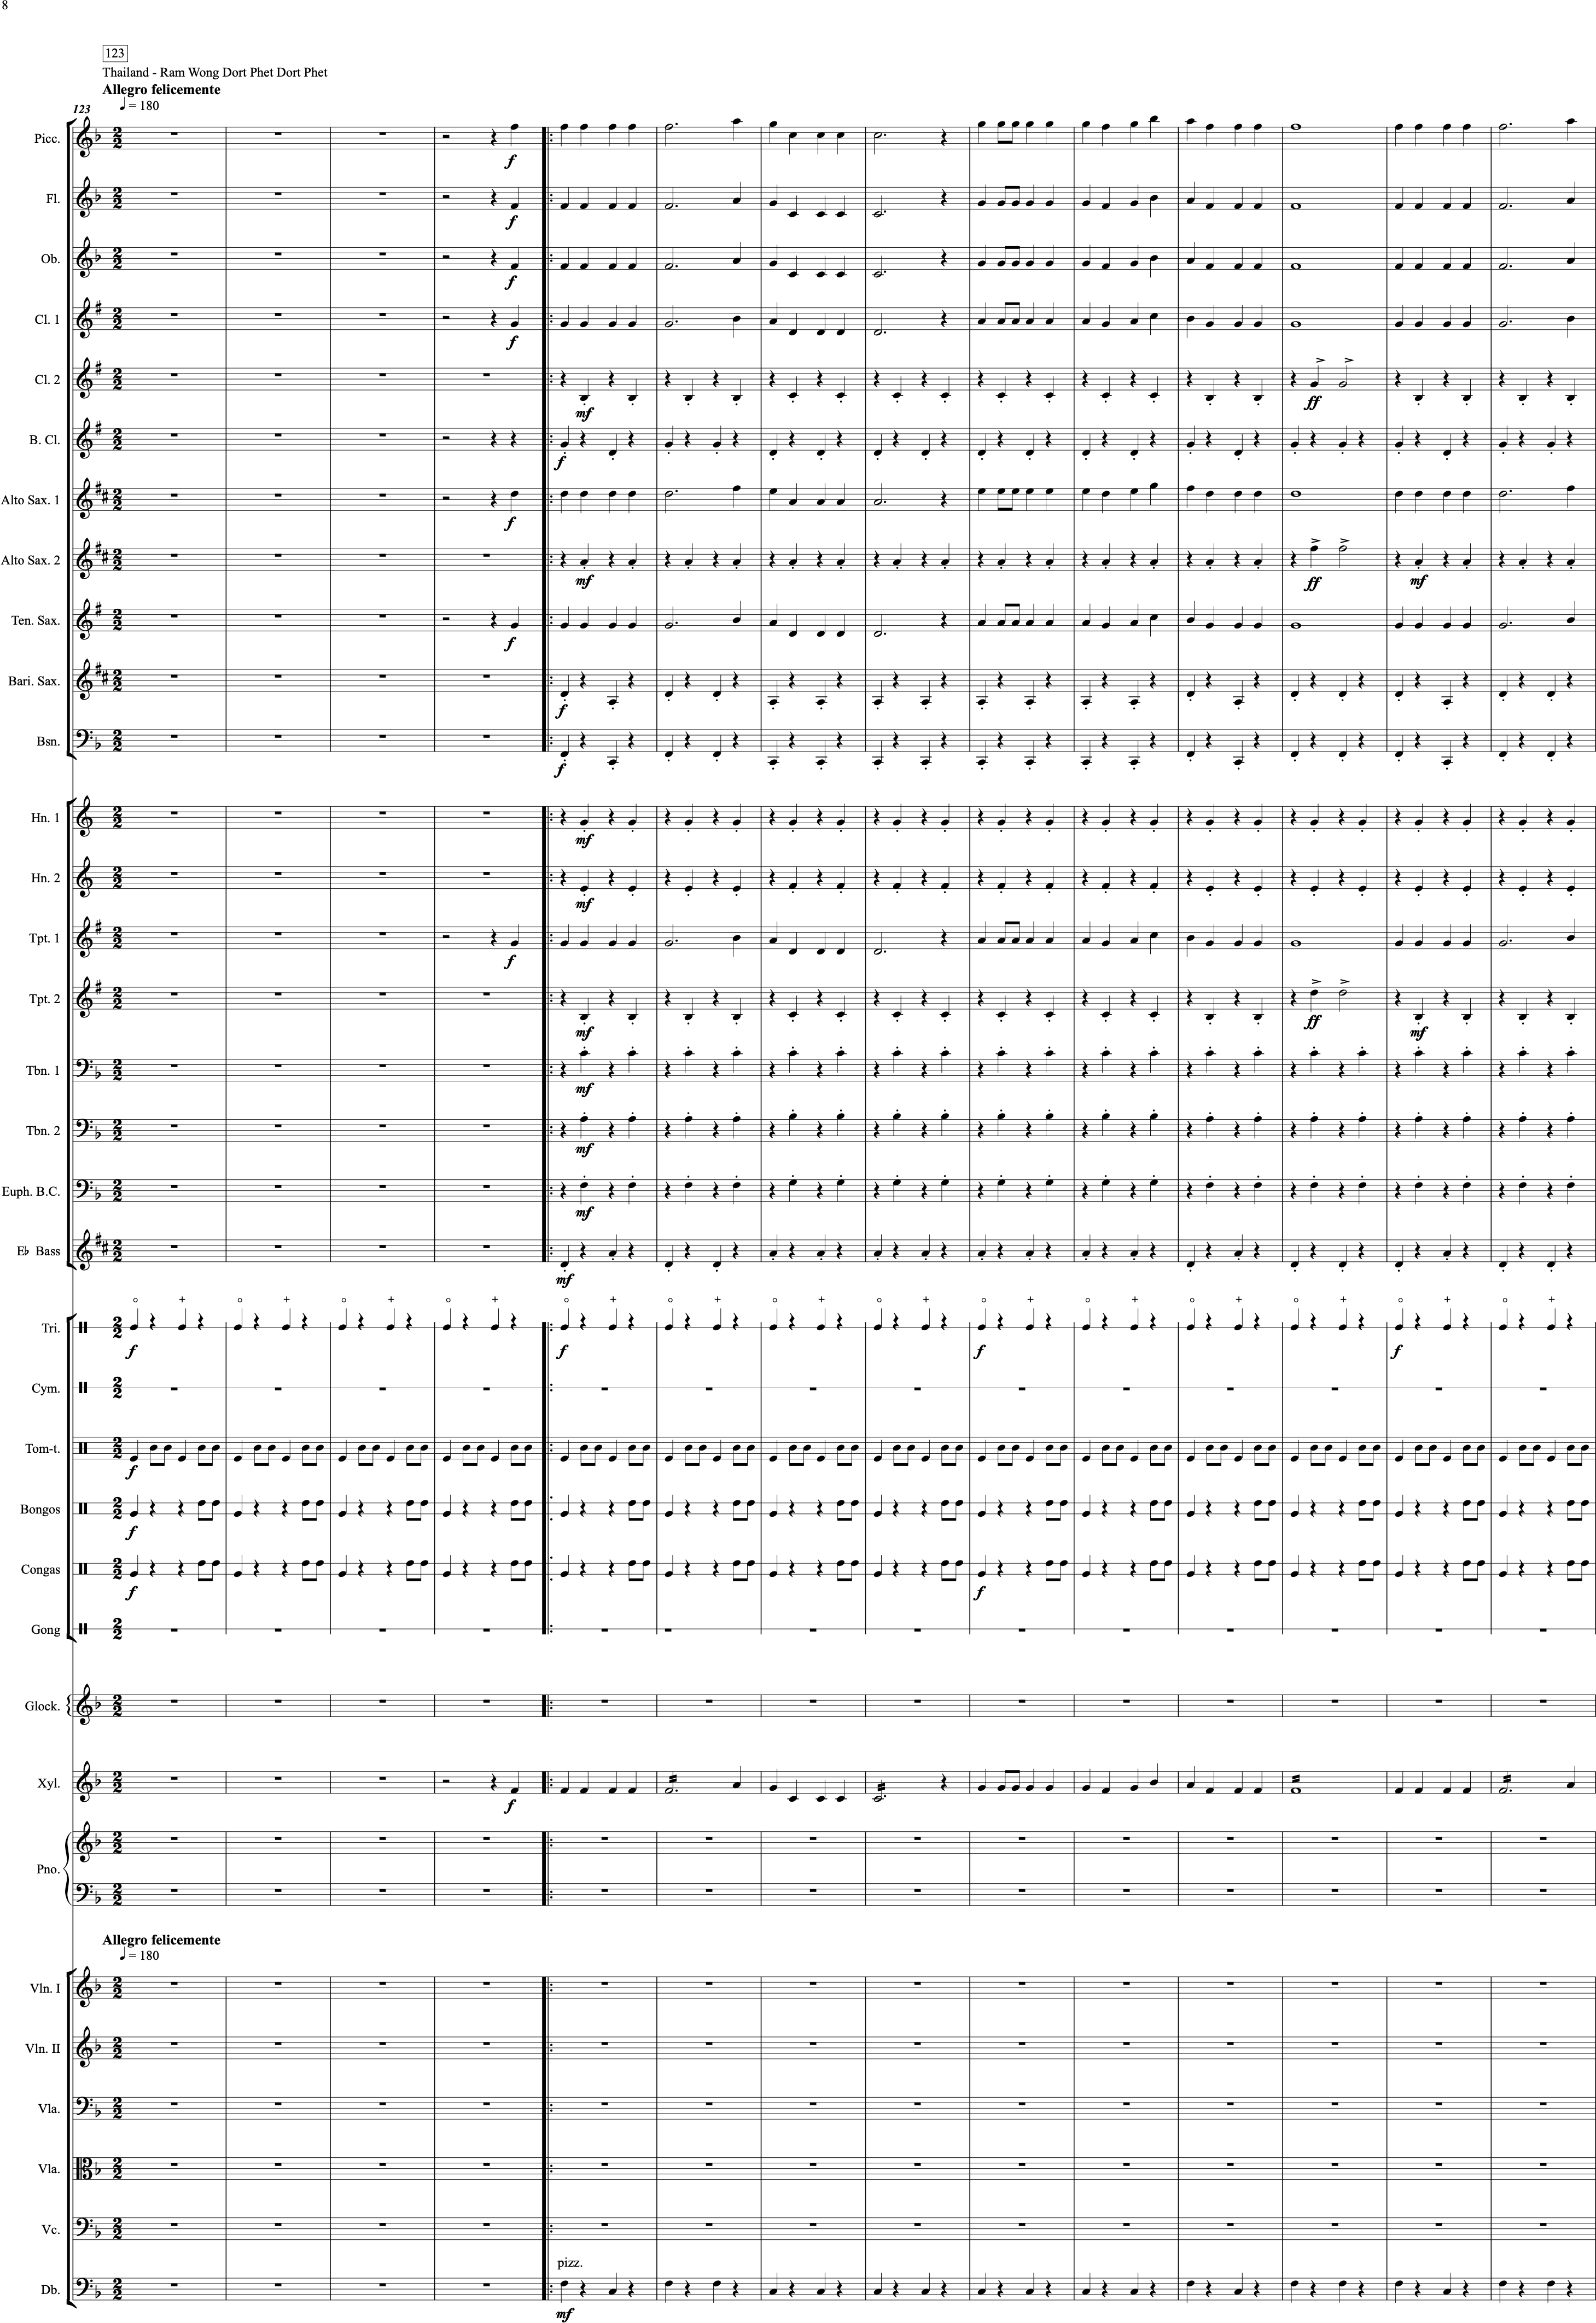 8
123
Thailand - Ram Wong Dort Phet Dort Phet
Allegro felicemente
♩ = 180
123
Picc.
f
Fl.
f
Ob.
f
Cl. 1
f
Cl. 2
mf ff
B. Cl.
f
Alto Sax. 1
f
Alto Sax. 2
mf ff mf
Ten. Sax.
f
Bari. Sax.
f
Bsn.
f
Hn. 1
mf
Hn. 2
mf
Tpt. 1
f
Tpt. 2
mf ff mf
Tbn. 1
mf
Tbn. 2
mf
Euph. B.C.
mf
E♭ Bass
mf
Tri.
f f f f
Cym.
Tom-t.
f
Bongos
f
Congas
f f
Gong
Glock.
Xyl.
f
Pno.
Allegro felicemente
♩ = 180
Vln. I
Vln. II
Vla.
Vla.
Vc.
pizz.
Db.
mf